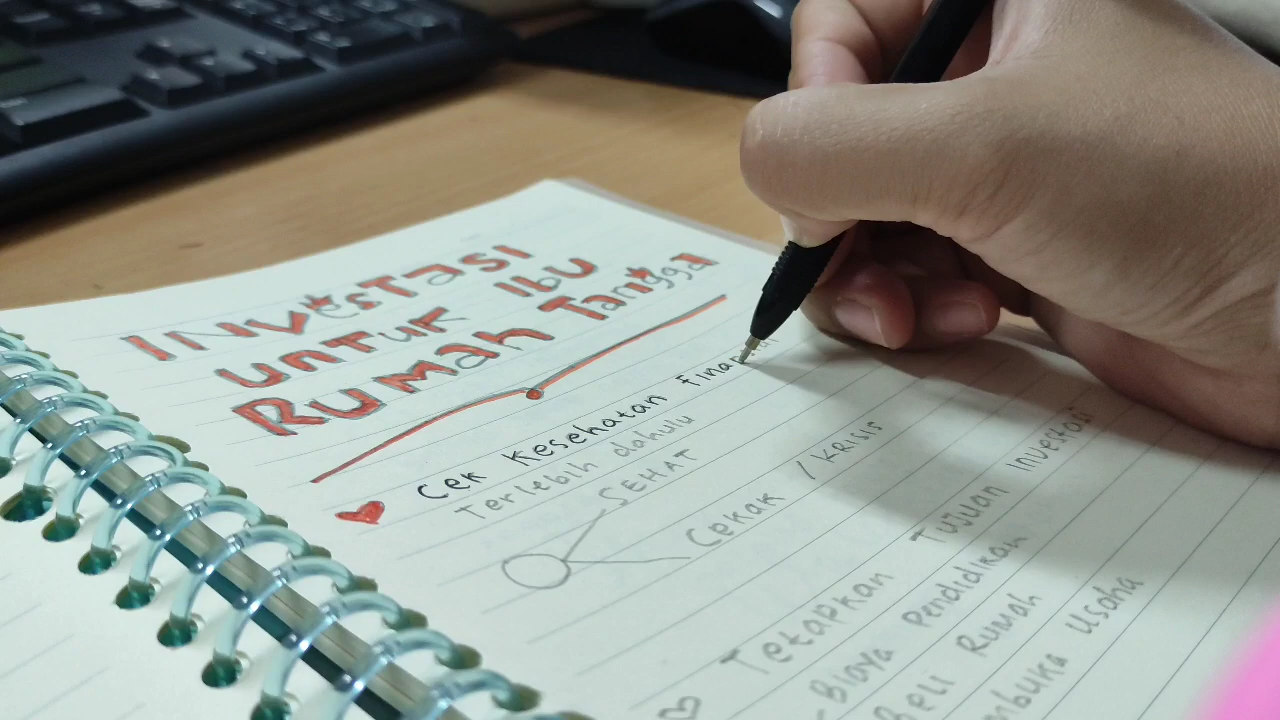 INVesTasi
unTuk Ibu
Rumah Tangga
Cek Kesehatan Finansial
Terlebih dahulu
SEHAT
Cekak / KRISIS
Tetapkan Tujuan Investasi
- Biaya Pendidikan
Beli Rumah
mbuka Usaha